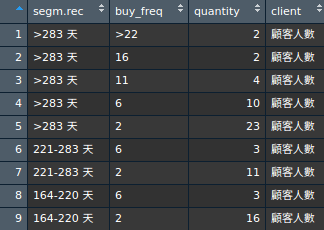 segm.rec buy_freq quantity client
1 >283 天 >22 2 顧客人數
2 >283 天 16 2 顧客人數
3 >283 天 11 4 顧客人數
4 >283 天 6 10 顧客人數
5 >283 天 2 23 顧客人數
6 221-283 天 6 3 顧客人數
7 221-283 天 2 11 顧客人數
8 164-220 天 6 3 顧客人數
9 164-220 天 2 16 顧客人數